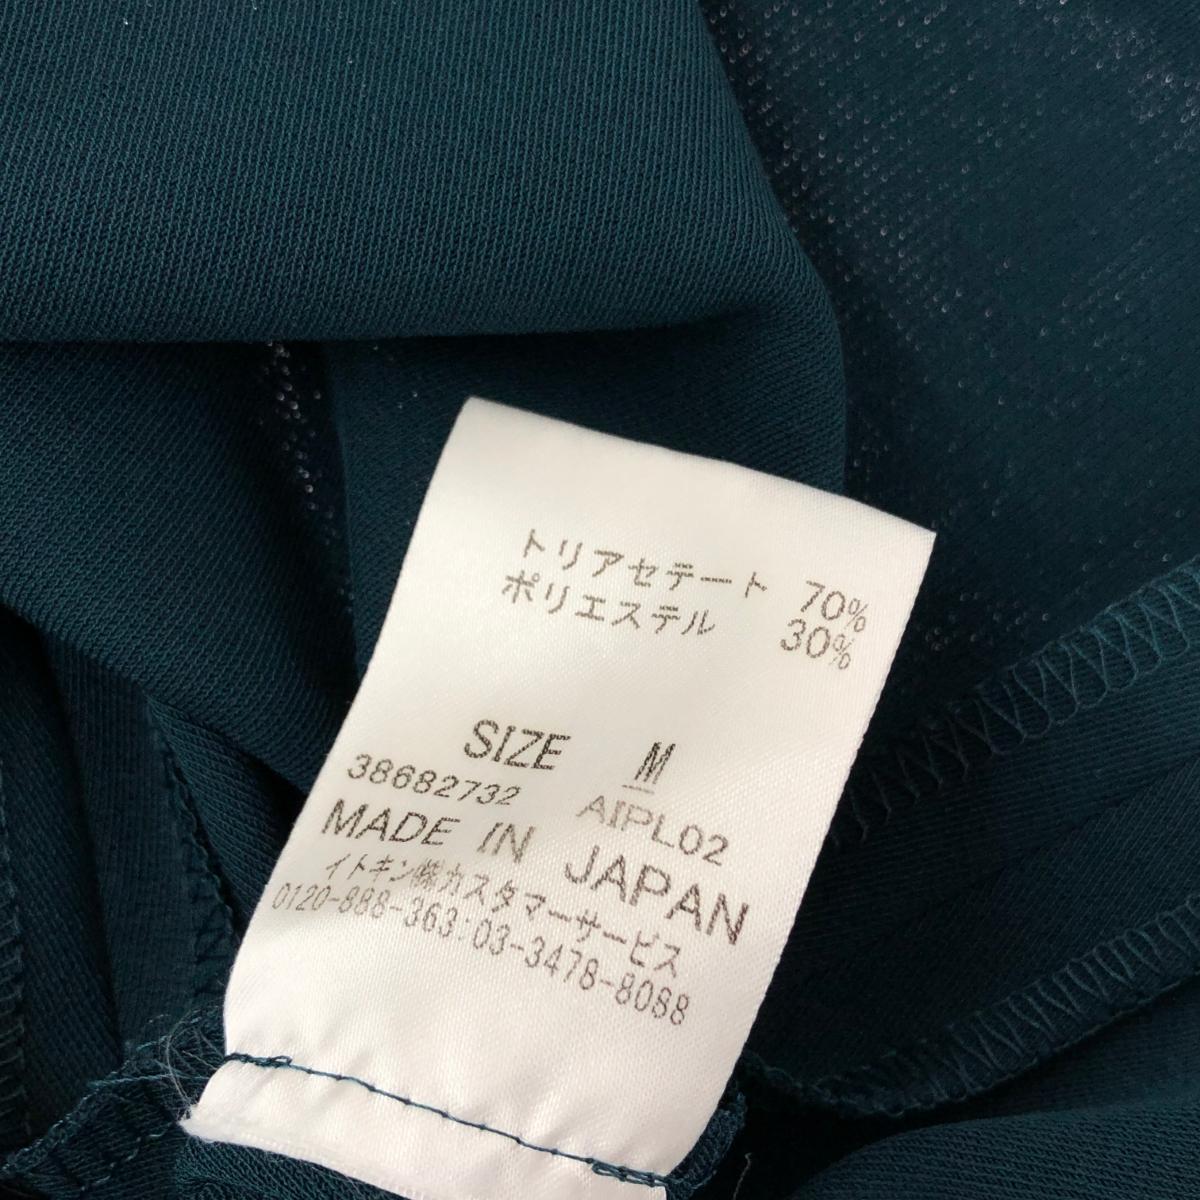 トリアセテート 70%
ポリエステル 30%
SIZE M
38682732 AIPL02
MADE IN JAPAN
イトキン㈱カスタマーサービス
0120-888-363:03-3478-8088